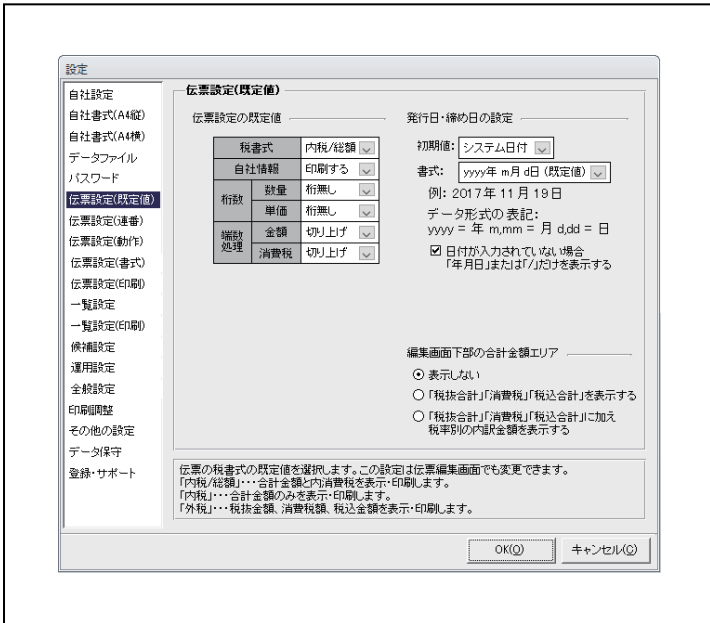 設定
自社設定
自社書式(A4縦)
自社書式(A4横)
データファイル
パスワード
伝票設定(既定値)
伝票設定(連番)
伝票設定(動作)
伝票設定(書式)
伝票設定(印刷)
一覧設定
一覧設定(印刷)
候補設定
運用設定
全般設定
印刷調整
その他の設定
データ保守
登録・サポート
伝票設定(既定値)
伝票設定の既定値
税書式 内税/総額
自社情報 印刷する
桁数 数量 桁無し
単価 桁無し
端数処理 金額 切り上げ
消費税 切り上げ
発行日・締め日の設定
初期値: システム日付
書式: yyyy年 m月 d日 (既定値)
例: 2017年 11月 19日
データ形式の 表記:
yyyy = 年 m,mm = 月 d,dd = 日
日付が入力されていない場合
「年月日」または「/」だけを表示する
編集画面下部の合計金額エリア
表示しない
「税抜合計」「消費税」「税込合計」を表示する
「税抜合計」「消費税」「税込合計」に加え
税率別の内訳金額を表示する
伝票の税書式の既定値を選択します。この設定は伝票編集画面でも変更できます。
「内税/総額」・・・合計金額と内消費税を表示・印刷します。
「内税」・・・合計金額のみを表示・印刷します。
「外税」・・・税抜金額、消費税額、税込金額を表示・印刷します。
OK(O) キャンセル(C)